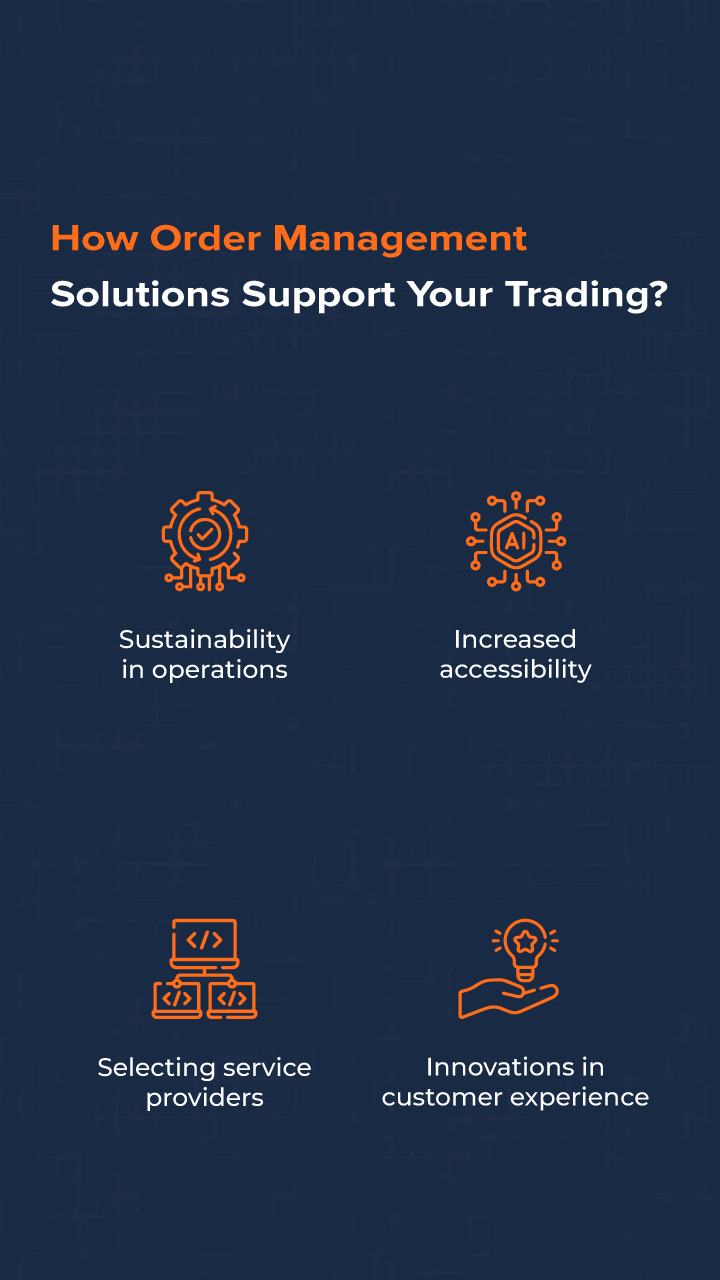 How Order Management
Solutions Support Your Trading?
AI
Sustainability
in operations
Increased
accessibility
</>
</>
</>
Selecting service
providers
Innovations in
customer experience